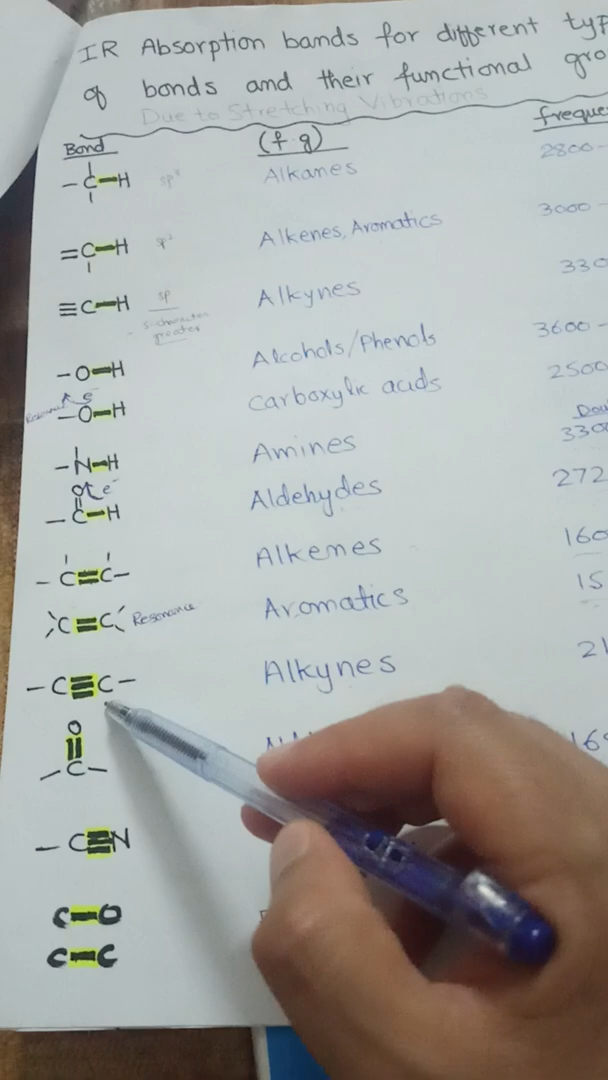 IR Absorption bands for different typ
of bonds and their functional gro
Due to Stretching Vibrations
Bond (f.g) freque
-C-H sp³ Alkanes 2800-
=C-H sp² Alkenes, Aromatics 3000-
≡C-H sp Alkynes 330
s-character
greater
-O-H Alcohols/Phenols 3600-
-O-H Carboxylic acids 2500
-N-H Amines 330
O
-C-H Aldehydes 272
-C=C- Alkenes 160
C=C Resonance Aromatics 15
-C≡C- Alkynes 21
O
-C- 16
-C≡N
C-O
C-C